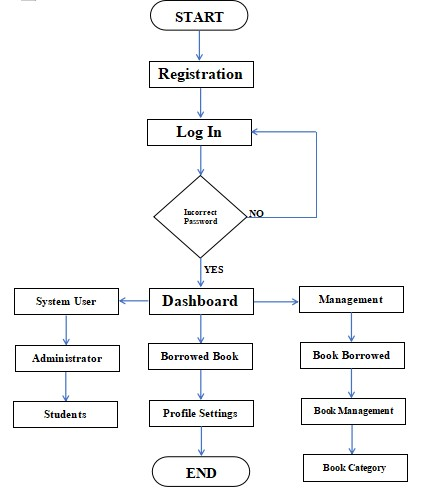 START
Registration
Log In
Incorrect
Password
NO
YES
System User
Dashboard
Management
Administrator
Borrowed Book
Book Borrowed
Students
Profile Settings
Book Management
END
Book Category